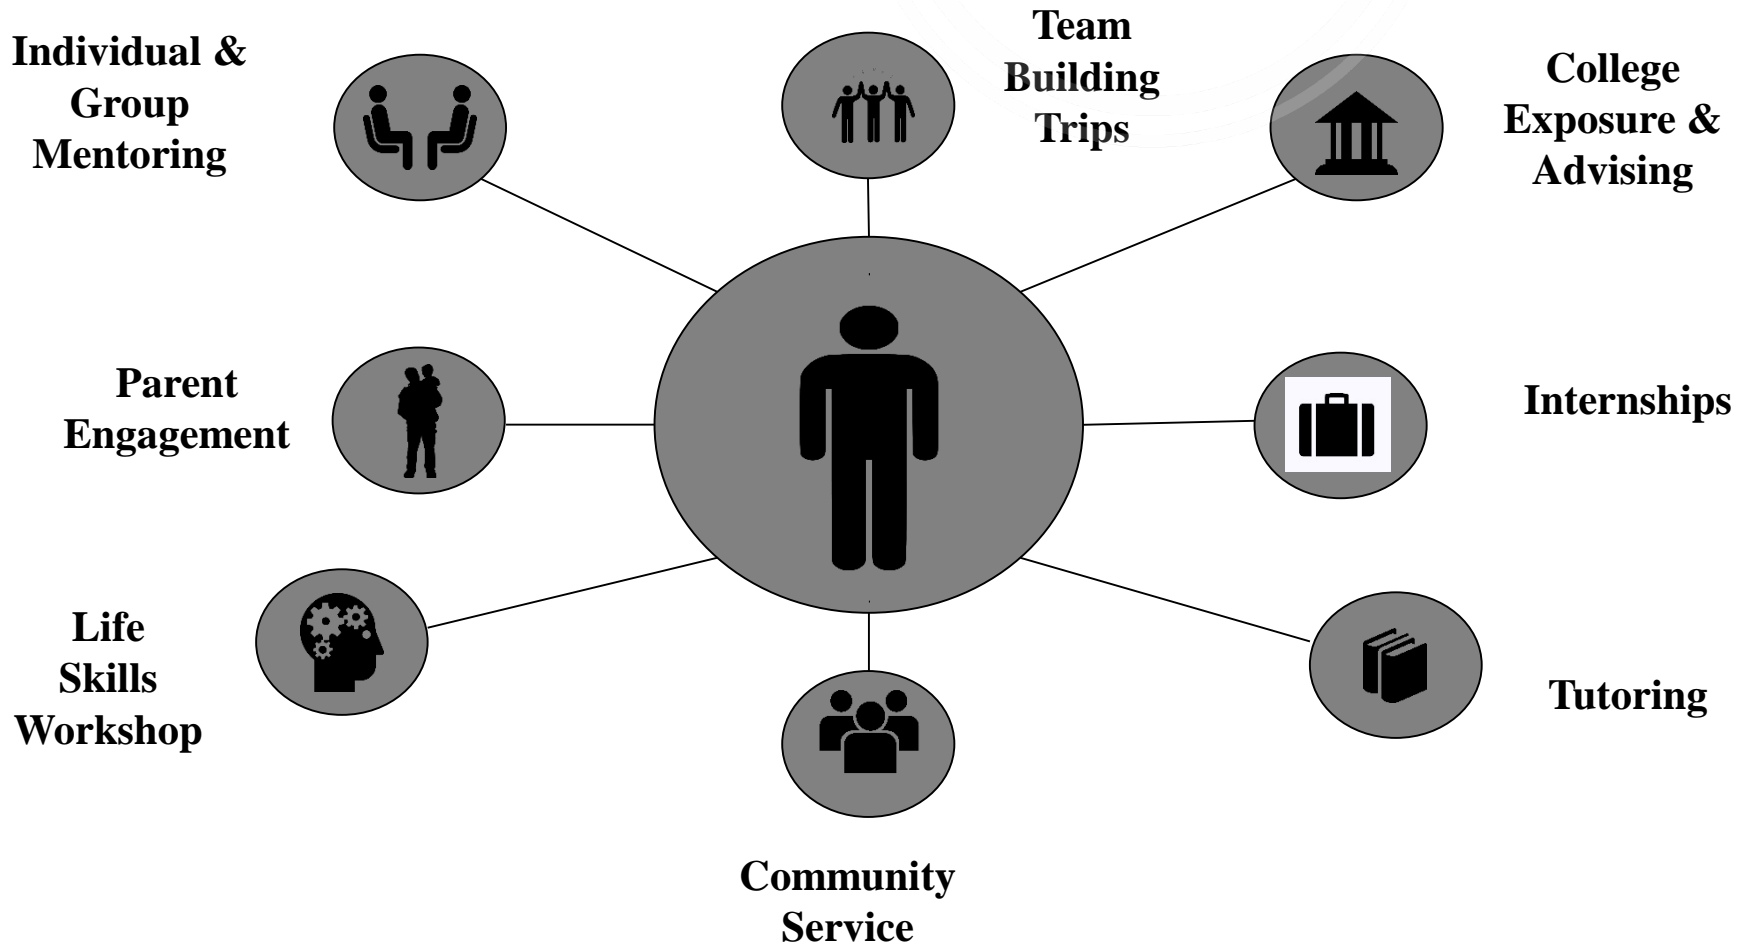 Individual &
Group
Mentoring
Team
Building
Trips
College
Exposure &
Advising
Parent
Engagement
Internships
Life
Skills
Workshop
Tutoring
Community
Service